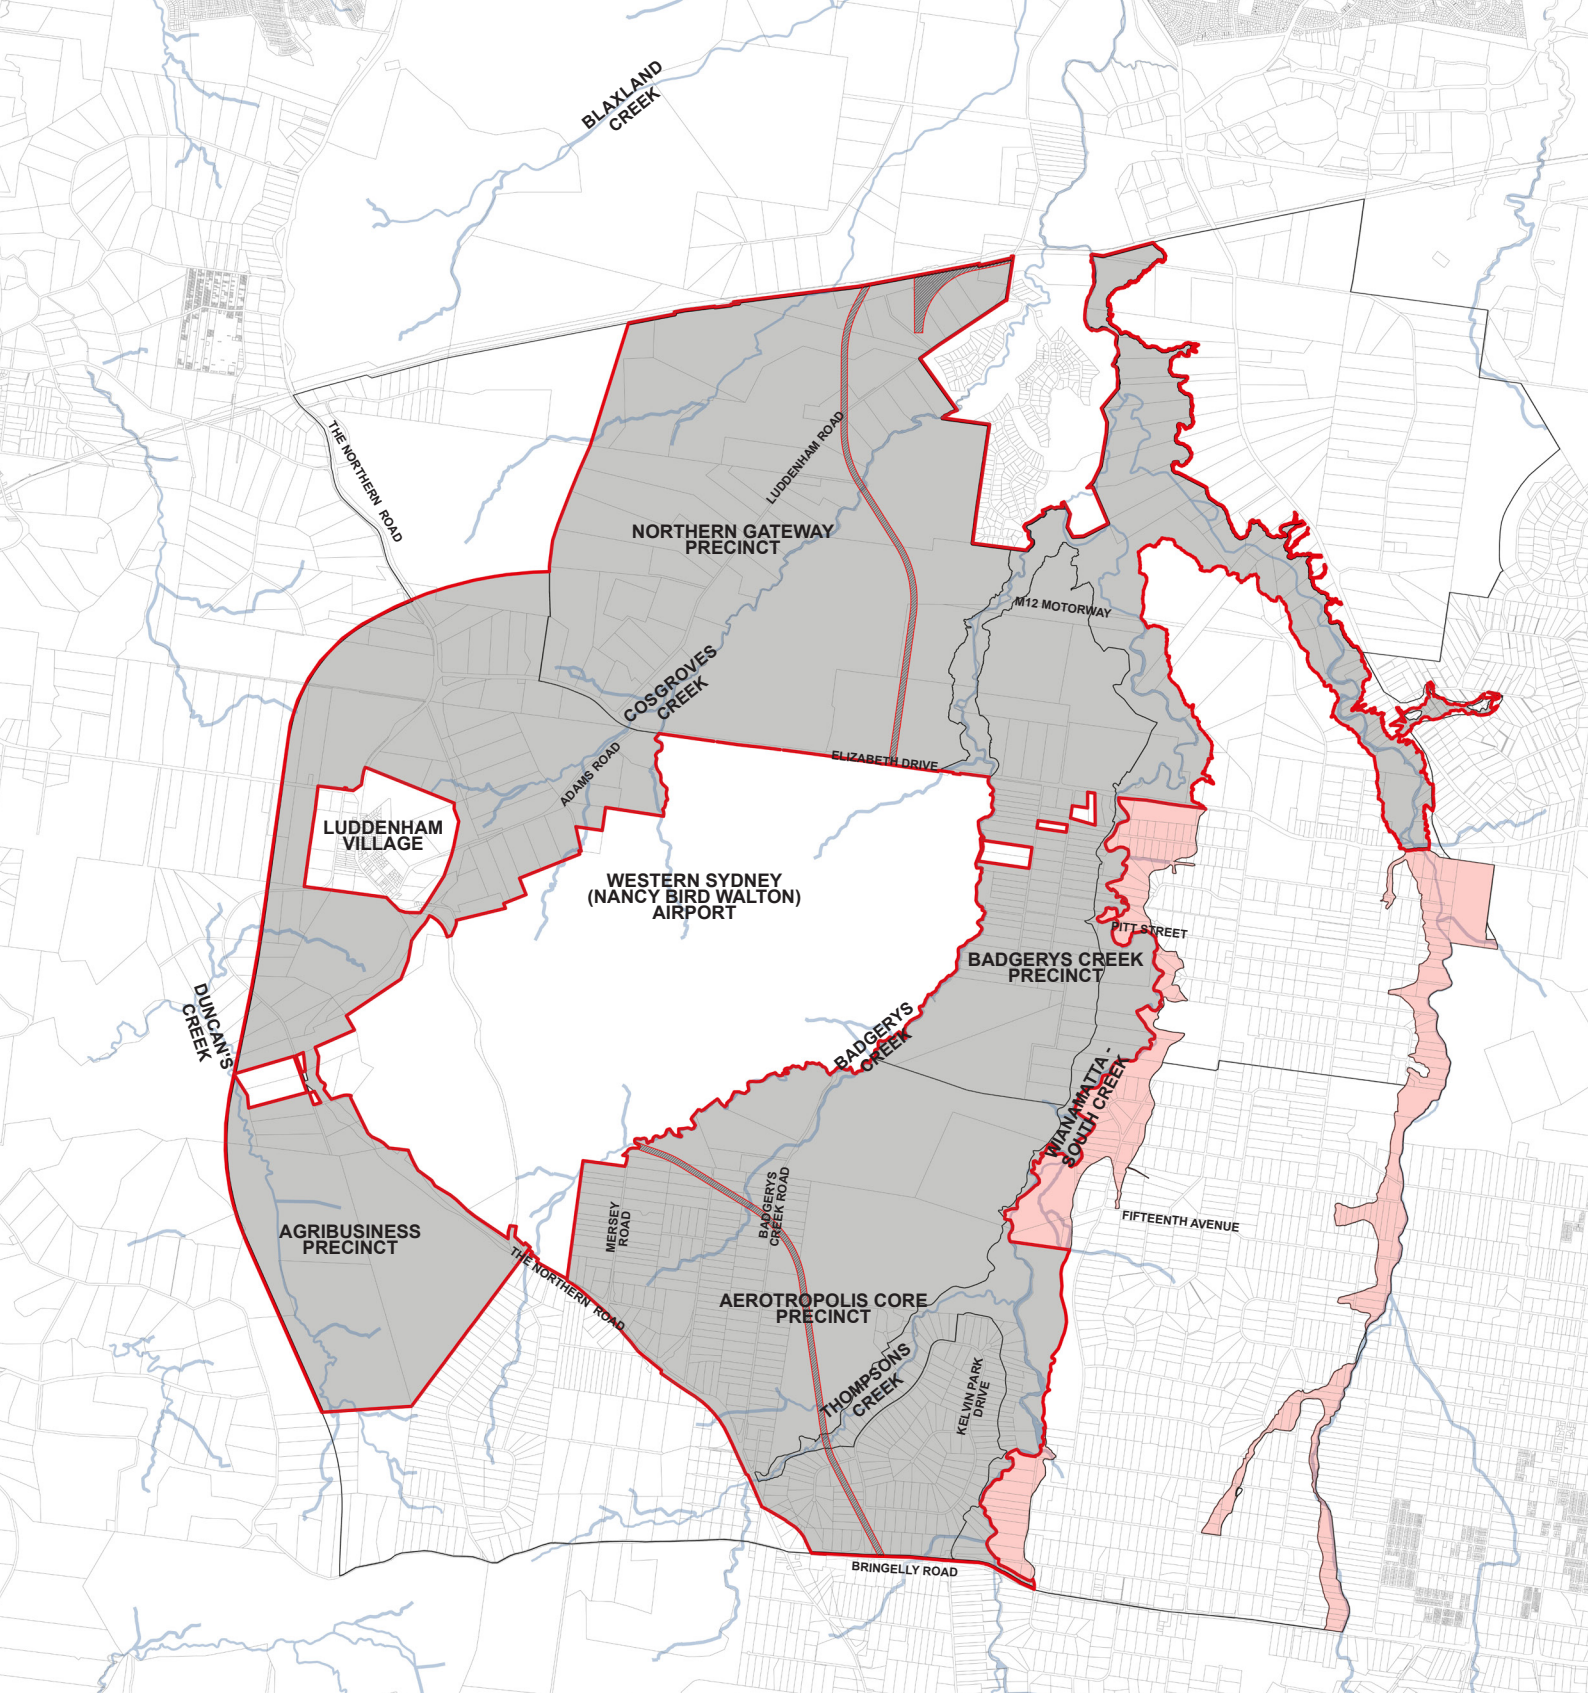 BLAXLAND
CREEK
THE NORTHERN ROAD
LUDDENHAM ROAD
NORTHERN GATEWAY
PRECINCT
M12 MOTORWAY
COSGROVES
CREEK
ELIZABETH DRIVE
ADAMS ROAD
LUDDENHAM
VILLAGE
WESTERN SYDNEY
(NANCY BIRD WALTON)
AIRPORT
PITT STREET
BADGERYS CREEK
PRECINCT
DUNCAN'S
CREEK
BADGERYS
CREEK
WIANAMATTA -
SOUTH CREEK
MERSEY
ROAD
BADGERYS
CREEK ROAD
FIFTEENTH AVENUE
AGRIBUSINESS
PRECINCT
THE NORTHERN ROAD
AEROTROPOLIS CORE
PRECINCT
THOMPSONS
CREEK
KELVIN PARK
DRIVE
BRINGELLY ROAD